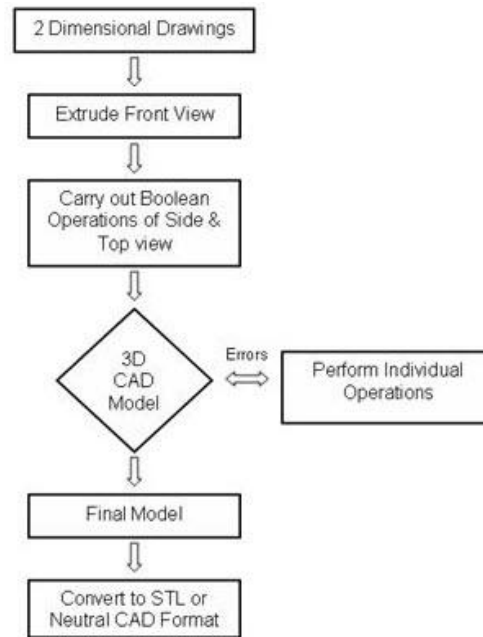 2 Dimensional Drawings
Extrude Front View
Carry out Boolean
Operations of Side &
Top view
3D
CAD
Model
Errors
Perform Individual
Operations
Final Model
Convert to STL or
Neutral CAD Format